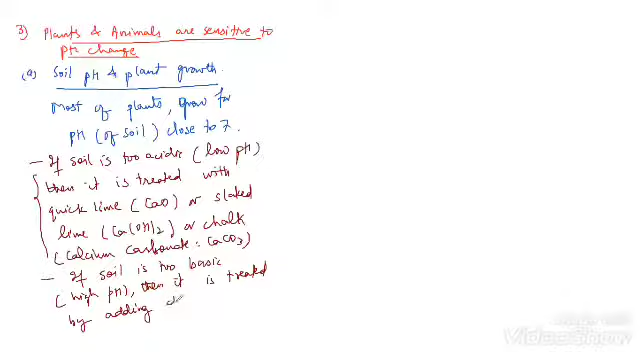 3) Plants & Animals are sensitive to
pH change
(a) Soil pH & plant growth.
Most of plants, grow for
pH (of soil) close to 7.
- If soil is too acidic (low pH)
then it is treated with
quick lime (CaO) or slaked
lime (Ca(OH)2) or chalk
(Calcium carbonate: CaCO3)
- If soil is too basic
(high pH), then it is treated
by adding
Recorded with